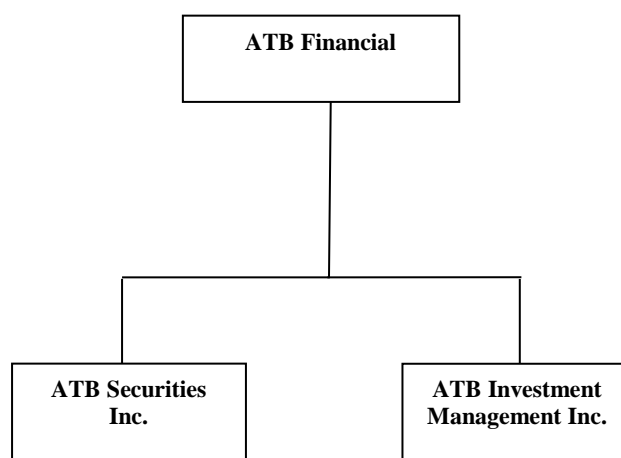 ATB Financial
ATB Securities
Inc.
ATB Investment
Management Inc.